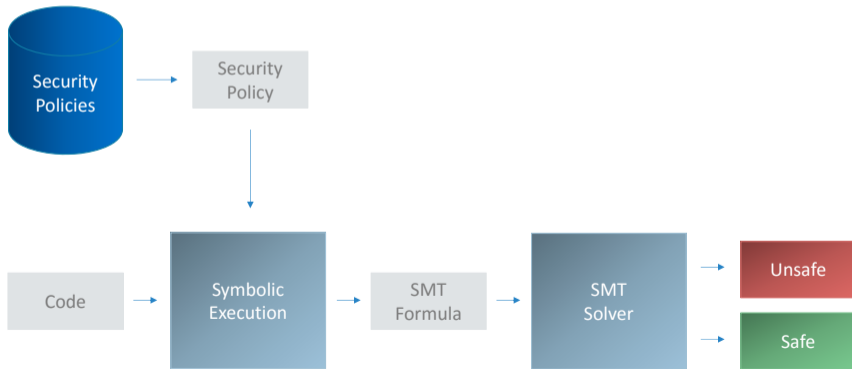 Security
Policies
Security
Policy
Code
Symbolic
Execution
SMT
Formula
SMT
Solver
Unsafe
Safe